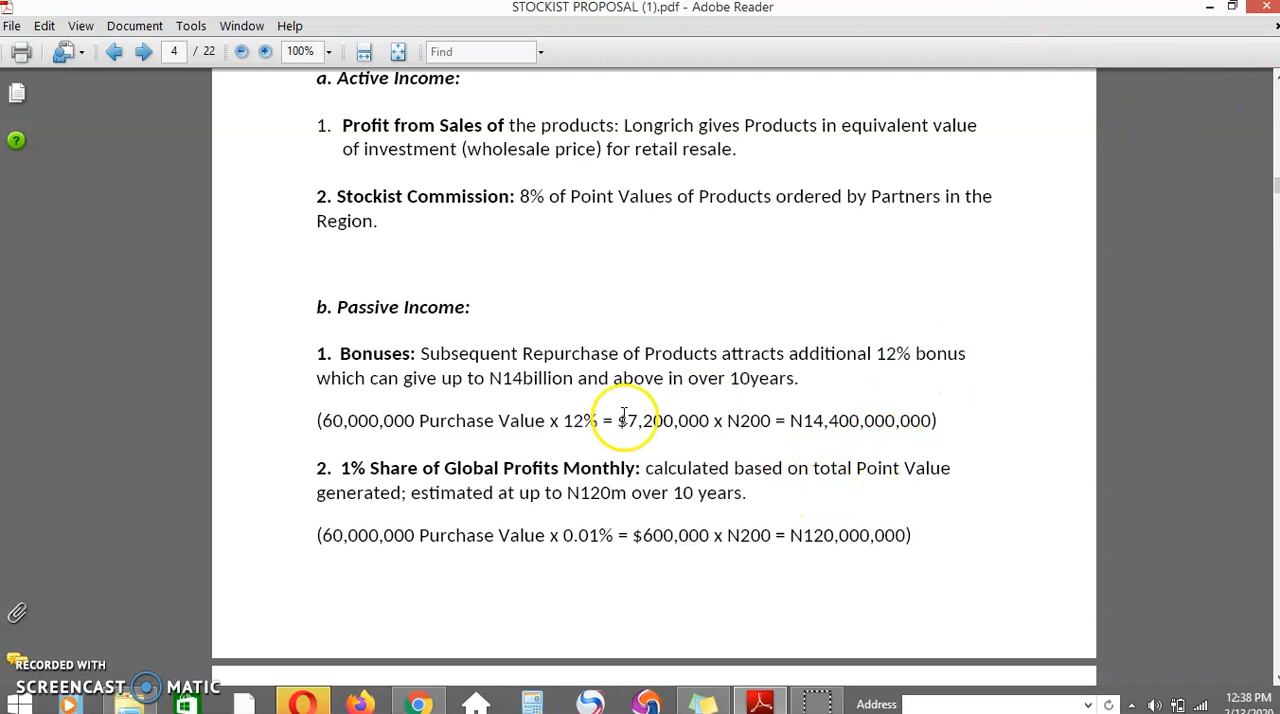 STOCKIST PROPOSAL (1).pdf - Adobe Reader
File Edit View Document Tools Window Help
4 / 22 100% Find
a. Active Income:
1. Profit from Sales of the products: Longrich gives Products in equivalent value
of investment (wholesale price) for retail resale.
2. Stockist Commission: 8% of Point Values of Products ordered by Partners in the
Region.
b. Passive Income:
1. Bonuses: Subsequent Repurchase of Products attracts additional 12% bonus
which can give up to N14billion and above in over 10years.
(60,000,000 Purchase Value x 12% = $7,200,000 x N200 = N14,400,000,000)
2. 1% Share of Global Profits Monthly: calculated based on total Point Value
generated; estimated at up to N120m over 10 years.
(60,000,000 Purchase Value x 0.01% = $600,000 x N200 = N120,000,000)
RECORDED WITH
SCREENCAST MATIC
Address
12:38 PM
2/13/2020